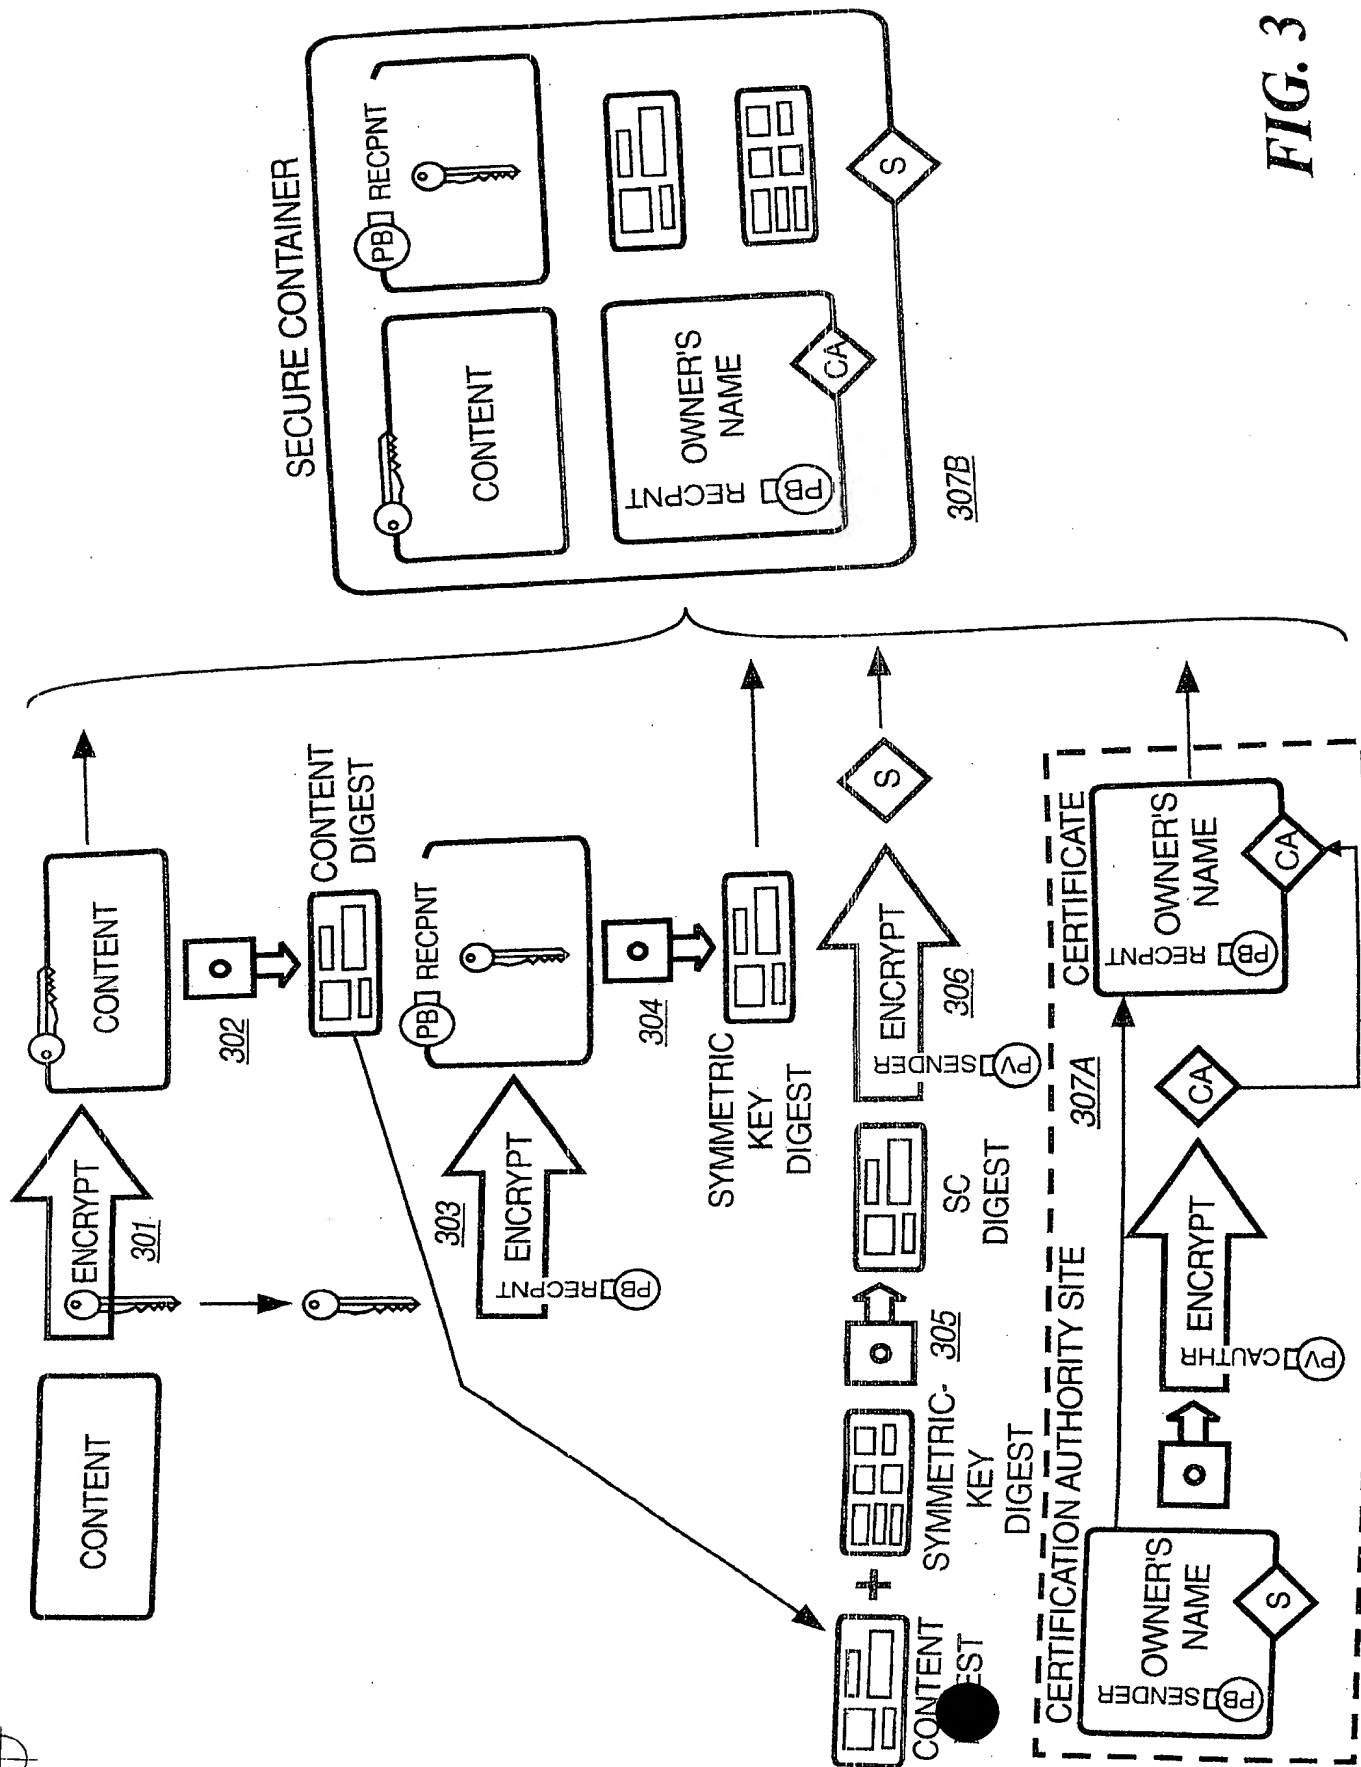 CONTENT
ENCRYPT
301
CONTENT
302
CONTENT
DIGEST
303
ENCRYPT
RECPNT
PB
PB
RECPNT
304
SYMMETRIC
KEY
DIGEST
CONTENT
+
SYMMETRIC-
KEY
DIGEST
305
SC
DIGEST
ENCRYPT
306
SENDER
PV
S
CERTIFICATION AUTHORITY SITE
OWNER'S
NAME
SENDER
PB
S
ENCRYPT
CAUTHR
PV
CA
307A
CERTIFICATE
OWNER'S
NAME
RECPNT
PB
CA
SECURE CONTAINER
CONTENT
PB
RECPNT
OWNER'S
NAME
RECPNT
PB
CA
S
307B
FIG. 3